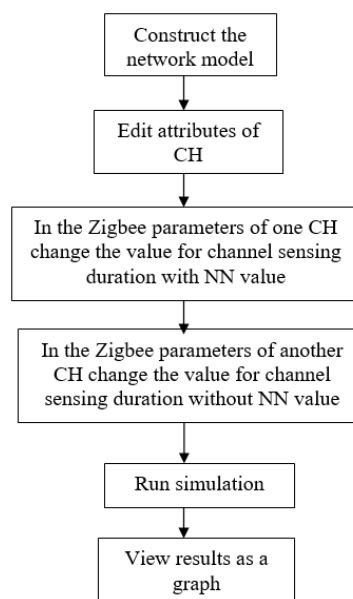 Construct the
network model
Edit attributes of
CH
In the Zigbee parameters of one CH
change the value for channel sensing
duration with NN value
In the Zigbee parameters of another
CH change the value for channel
sensing duration without NN value
Run simulation
View results as a
graph